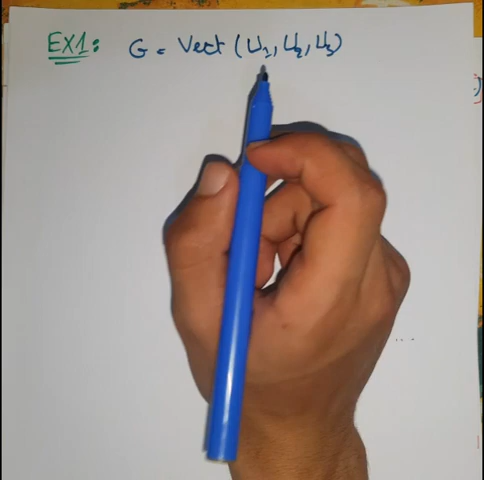 EX1: G = Vect (U1, U2, U3)